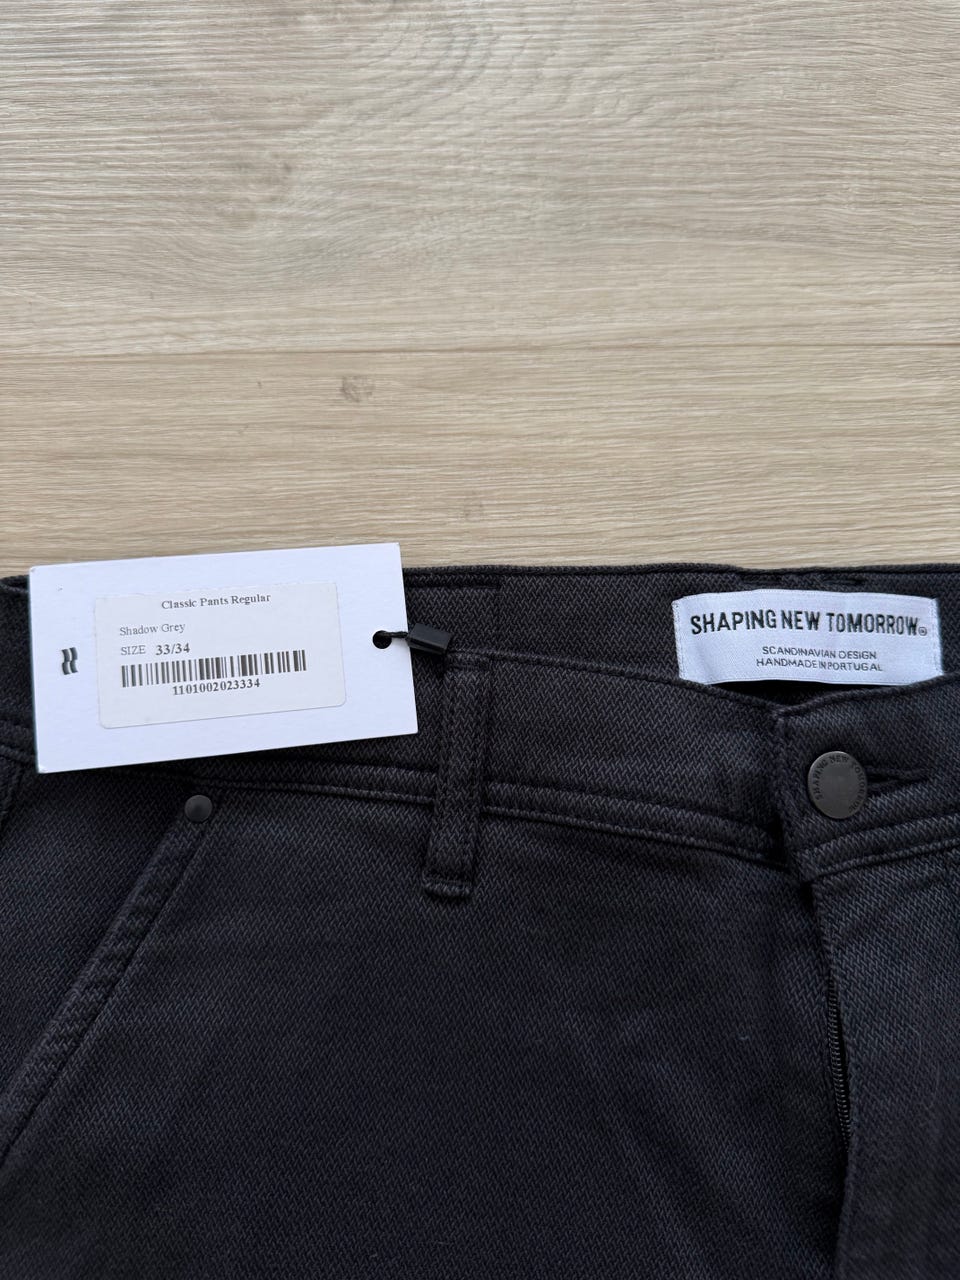 Classic Pants Regular
Shadow Grey
SIZE 33/34
1101002023334
SHAPING NEW TOMORROW®
SCANDINAVIAN DESIGN
HANDMADE IN PORTUGAL
SHAPING NEW TOMORROW